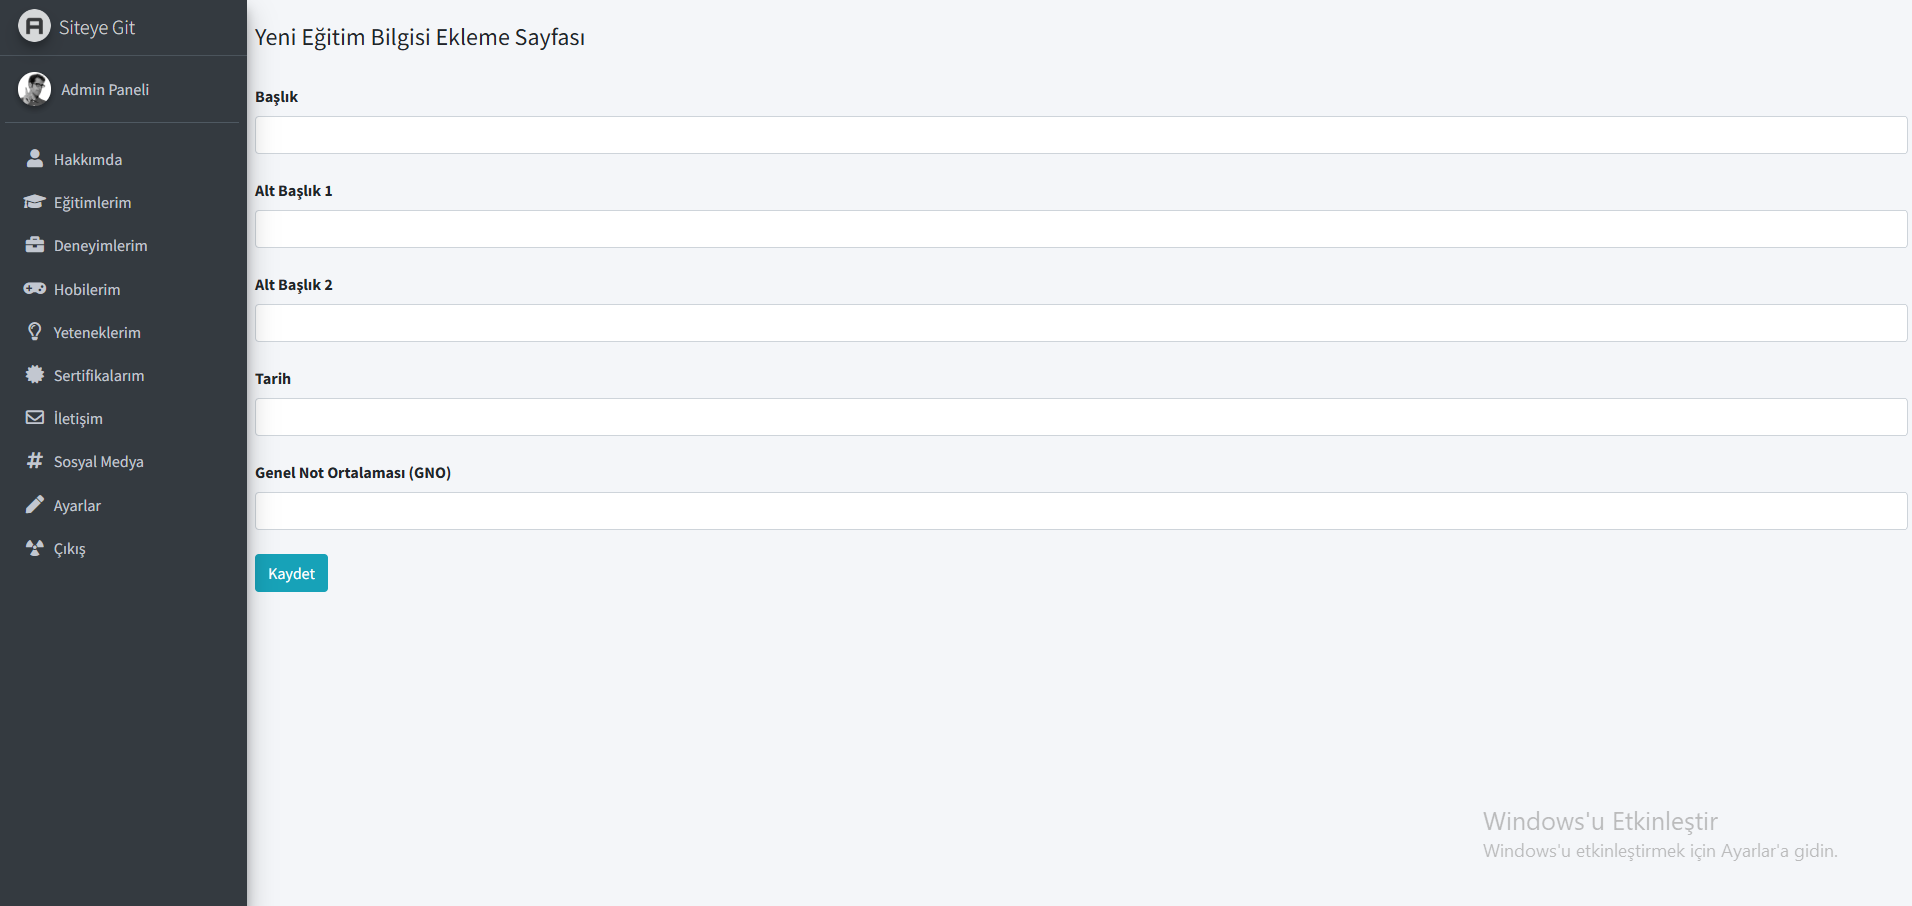 Siteye Git
Admin Paneli
Hakkımda
Eğitimlerim
Deneyimlerim
Hobilerim
Yeteneklerim
Sertifikalarım
İletişim
Sosyal Medya
Ayarlar
Çıkış
Yeni Eğitim Bilgisi Ekleme Sayfası
Başlık
Alt Başlık 1
Alt Başlık 2
Tarih
Genel Not Ortalaması (GNO)
Kaydet
Windows'u Etkinleştir
Windows'u etkinleştirmek için Ayarlar'a gidin.